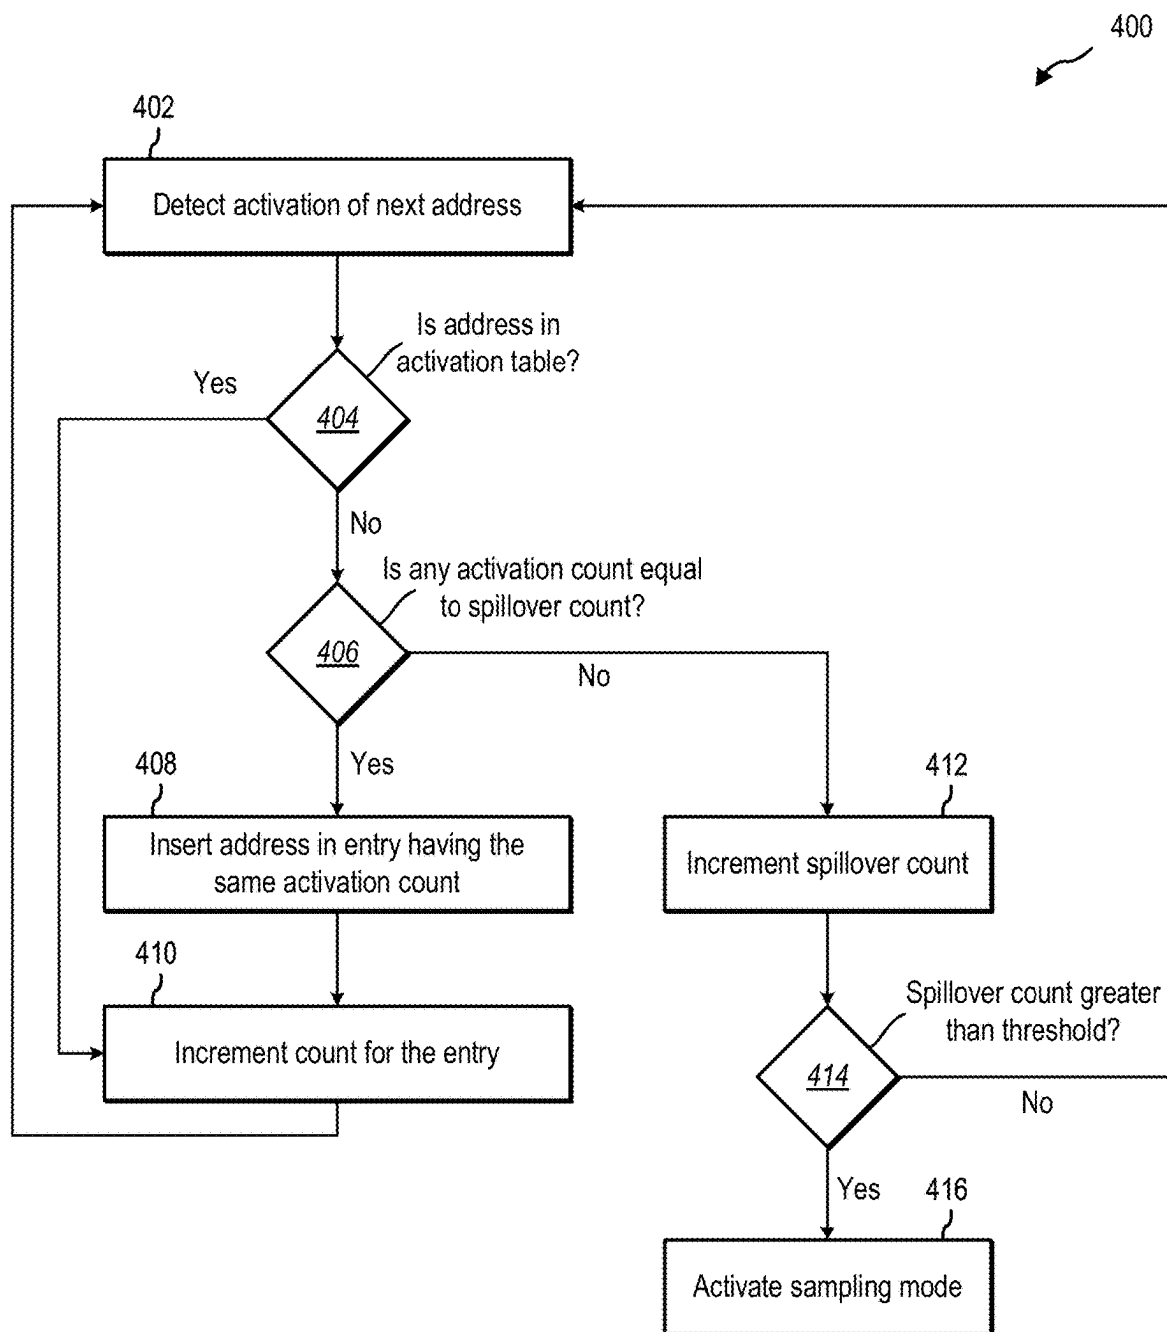 400
402
Detect activation of next address
Is address in
activation table?
Yes
404
No
Is any activation count equal
to spillover count?
406
No
Yes
408
412
Insert address in entry having the
same activation count
Increment spillover count
410
Spillover count greater
than threshold?
Increment count for the entry
414
No
Yes
416
Activate sampling mode